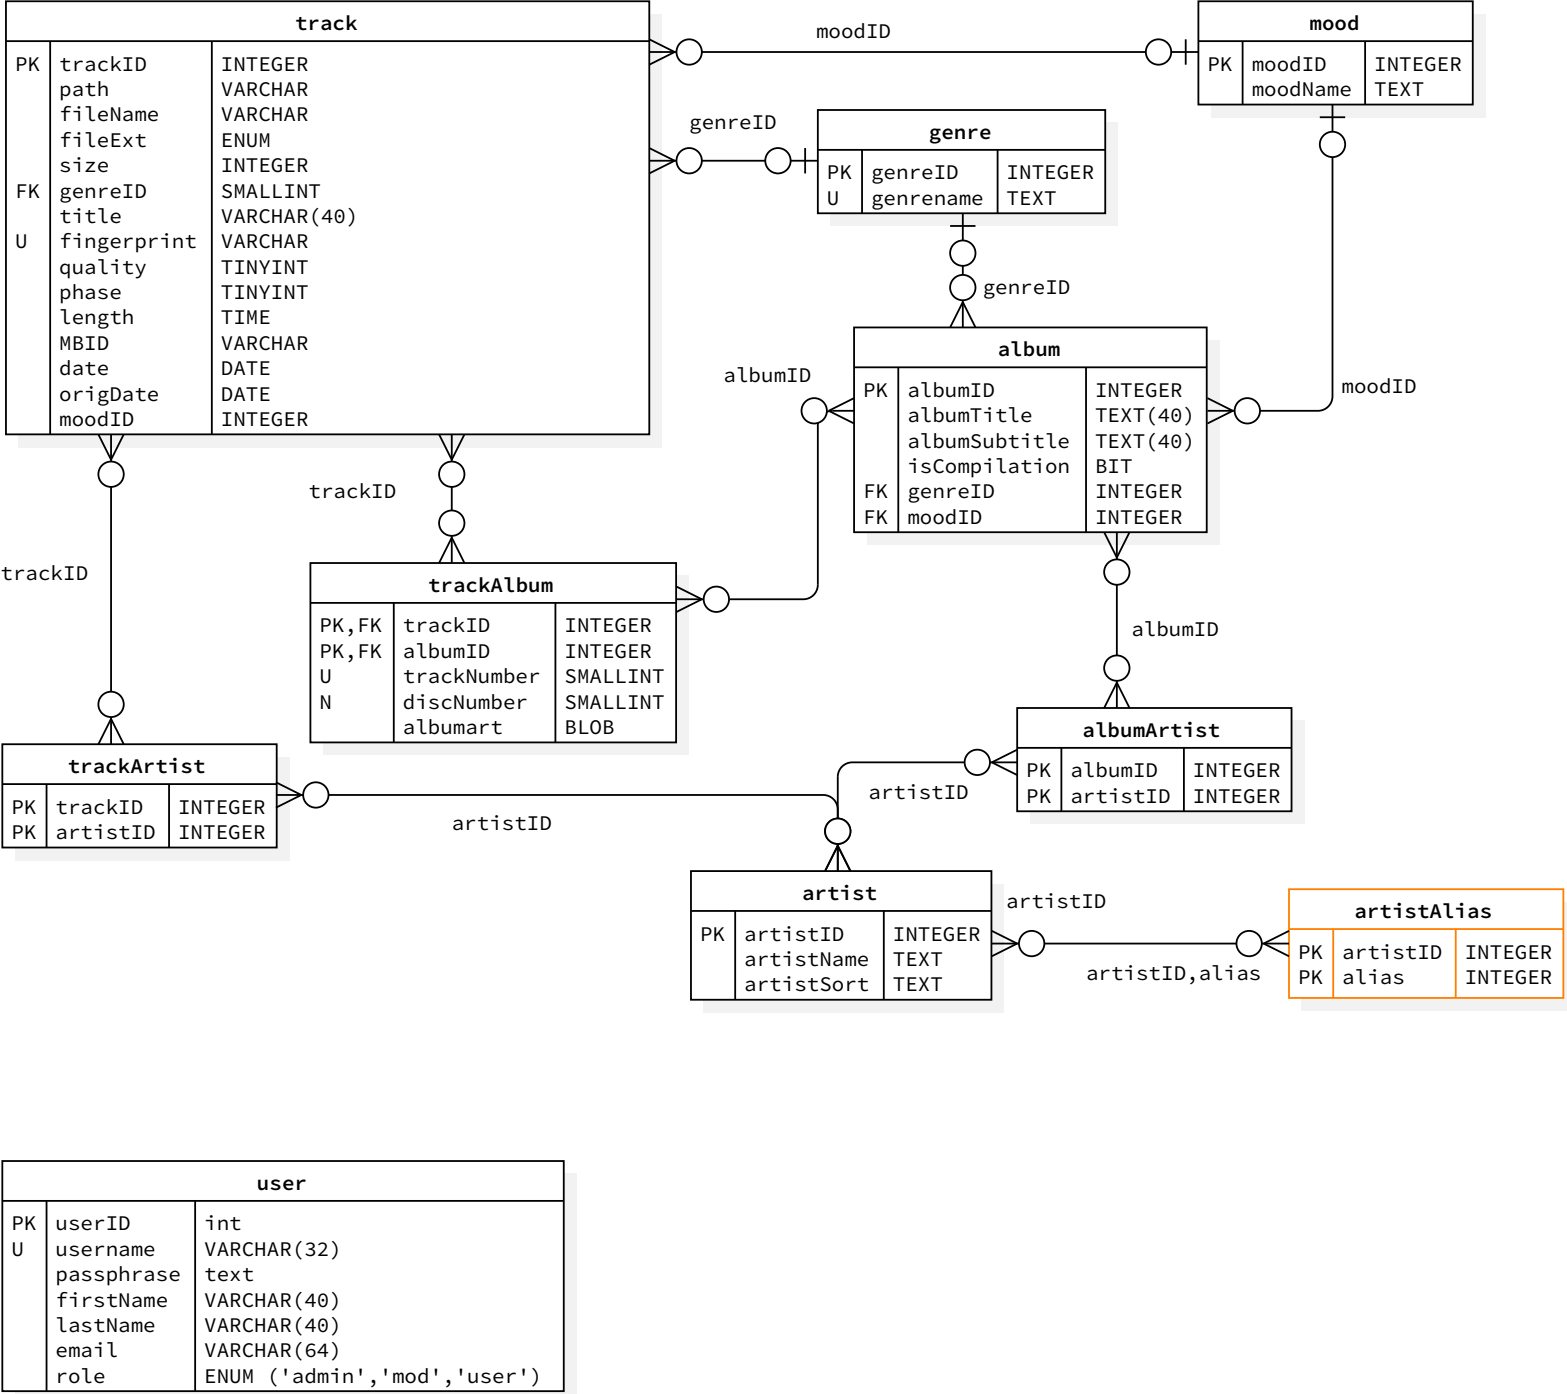 track
PK trackID INTEGER
path VARCHAR
fileName VARCHAR
fileExt ENUM
size INTEGER
FK genreID SMALLINT
title VARCHAR(40)
U fingerprint VARCHAR
quality TINYINT
phase TINYINT
length TIME
MBID VARCHAR
date DATE
origDate DATE
moodID INTEGER
moodID
mood
PK moodID INTEGER
moodName TEXT
genreID
genre
PK genreID INTEGER
U genrename TEXT
genreID
albumID
album
PK albumID INTEGER
albumTitle TEXT(40)
albumSubtitle TEXT(40)
isCompilation BIT
FK genreID INTEGER
FK moodID INTEGER
moodID
trackID
trackID
trackAlbum
PK,FK trackID INTEGER
PK,FK albumID INTEGER
U trackNumber SMALLINT
N discNumber SMALLINT
albumart BLOB
albumID
albumArtist
PK albumID INTEGER
PK artistID INTEGER
trackArtist
PK trackID INTEGER
PK artistID INTEGER
artistID
artistID
artist
PK artistID INTEGER
artistName TEXT
artistSort TEXT
artistID
artistID,alias
artistAlias
PK artistID INTEGER
PK alias INTEGER
user
PK userID int
U username VARCHAR(32)
passphrase text
firstName VARCHAR(40)
lastName VARCHAR(40)
email VARCHAR(64)
role ENUM ('admin','mod','user')